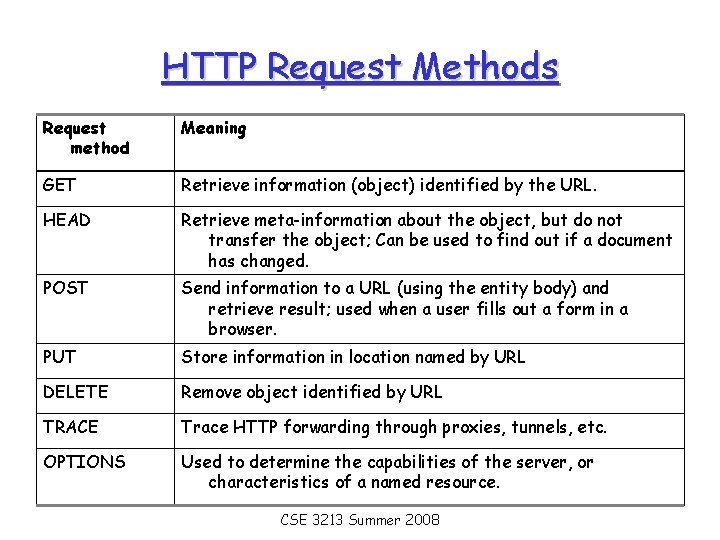 HTTP Request Methods
Request method
Meaning
GET
Retrieve information (object) identified by the URL.
HEAD
Retrieve meta-information about the object, but do not
transfer the object; Can be used to find out if a document
has changed.
POST
Send information to a URL (using the entity body) and
retrieve result; used when a user fills out a form in a
browser.
PUT
Store information in location named by URL
DELETE
Remove object identified by URL
TRACE
Trace HTTP forwarding through proxies, tunnels, etc.
OPTIONS
Used to determine the capabilities of the server, or
characteristics of a named resource.
CSE 3213 Summer 2008